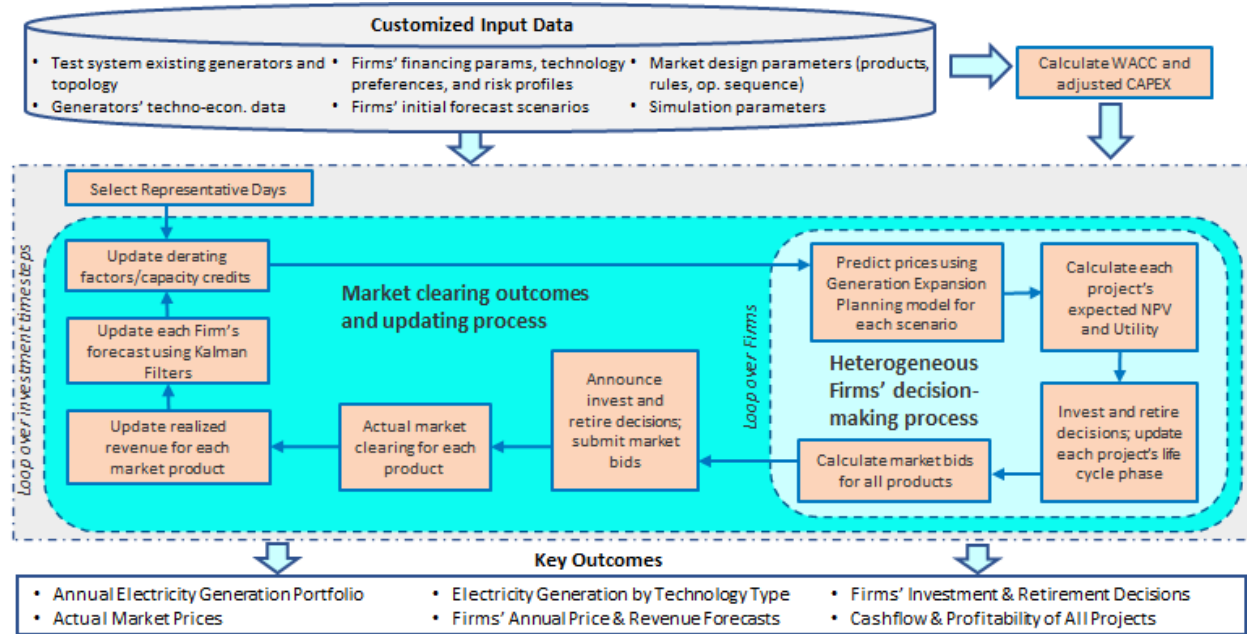 Customized Input Data
• Test system existing generators and
topology
• Generators' techno-econ. data
• Firms' financing params, technology
preferences, and risk profiles
• Firms' initial forecast scenarios
• Market design parameters (products,
rules, op. sequence)
• Simulation parameters
Calculate WACC and
adjusted CAPEX
Loop over investment timesteps
Select Representative Days
Update derating
factors/capacity credits
Market clearing outcomes
and updating process
Update each Firm's
forecast using Kalman
Filters
Update realized
revenue for each
market product
Actual market
clearing for each
product
Announce
invest and
retire decisions;
submit market
bids
Loop over Firms
Predict prices using
Generation Expansion
Planning model for
each scenario
Calculate each
project's
expected NPV
and Utility
Heterogeneous
Firms' decision-
making process
Invest and retire
decisions; update
each project's life
cycle phase
Calculate market bids
for all products
Key Outcomes
• Annual Electricity Generation Portfolio
• Actual Market Prices
• Electricity Generation by Technology Type
• Firms' Annual Price & Revenue Forecasts
• Firms' Investment & Retirement Decisions
• Cashflow & Profitability of All Projects